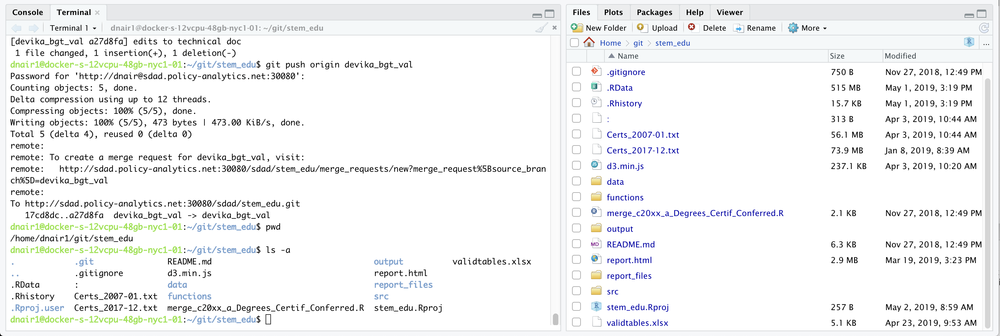 Console
Terminal
Terminal 1
dnair1@docker-s-12vcpu-48gb-nyc1-01: ~/git/stem_edu
[devika_bgt_val a27d8fa] edits to technical doc
1 file changed, 1 insertion(+), 1 deletion(-)
dnair1@docker-s-12vcpu-48gb-nyc1-01:~/git/stem_edu$ git push origin devika_bgt_val
Password for 'http://dnair@sdad.policy-analytics.net:30080':
Counting objects: 5, done.
Delta compression using up to 12 threads.
Compressing objects: 100% (5/5), done.
Writing objects: 100% (5/5), 473 bytes | 473.00 KiB/s, done.
Total 5 (delta 4), reused 0 (delta 0)
remote:
remote: To create a merge request for devika_bgt_val, visit:
remote:   http://sdad.policy-analytics.net:30080/sdad/stem_edu/merge_requests/new?merge_request%5Bsource_bran
ch%5D=devika_bgt_val
remote:
To http://sdad.policy-analytics.net:30080/sdad/stem_edu.git
17cd8dc..a27d8fa  devika_bgt_val -> devika_bgt_val
dnair1@docker-s-12vcpu-48gb-nyc1-01:~/git/stem_edu$ pwd
/home/dnair1/git/stem_edu
dnair1@docker-s-12vcpu-48gb-nyc1-01:~/git/stem_edu$ ls -a
. .git README.md output validtables.xlsx
.. .gitignore d3.min.js report.html
.RData : data report_files
.Rhistory Certs_2007-01.txt functions src
.Rproj.user Certs_2017-12.txt merge_c20xx_a_Degrees_Certif_Conferred.R stem_edu.Rproj
dnair1@docker-s-12vcpu-48gb-nyc1-01:~/git/stem_edu$
Files Plots Packages Help Viewer
New Folder Upload Delete Rename More
Home git stem_edu ...
Name Size Modified
.gitignore 750 B Nov 27, 2018, 12:49 PM
.RData 515 MB May 1, 2019, 3:19 PM
.Rhistory 15.7 KB May 1, 2019, 3:19 PM
: 313 B Apr 3, 2019, 10:44 AM
Certs_2007-01.txt 56.1 MB Apr 3, 2019, 10:44 AM
Certs_2017-12.txt 73.9 MB Jan 8, 2019, 8:39 AM
d3.min.js 237.1 KB Apr 3, 2019, 10:20 AM
data
functions
merge_c20xx_a_Degrees_Certif_Conferred.R 2.1 KB Nov 27, 2018, 12:49 PM
output
README.md 6.3 KB Nov 27, 2018, 12:49 PM
report.html 2.9 MB Mar 19, 2019, 3:23 PM
report_files
src
stem_edu.Rproj 257 B May 2, 2019, 8:59 AM
validtables.xlsx 5.1 KB Apr 23, 2019, 9:53 AM